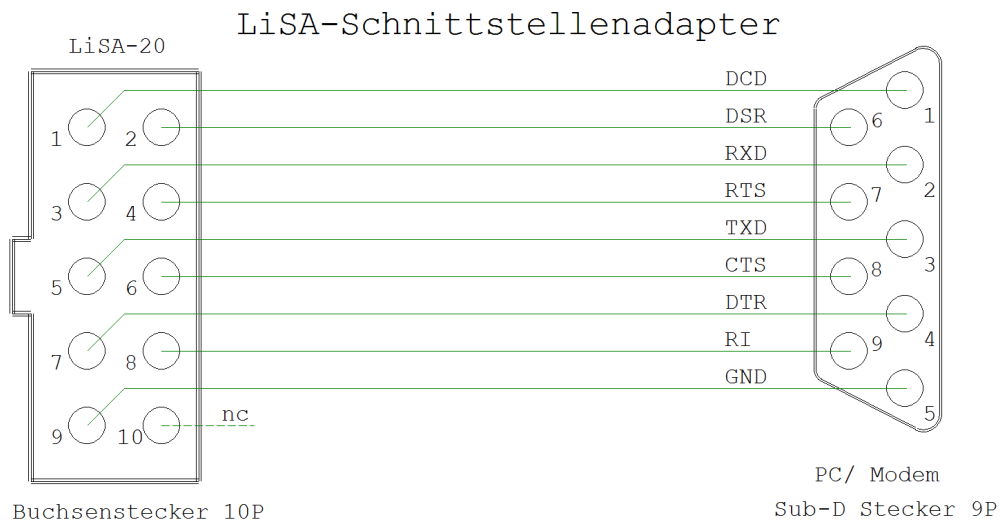 LiSA-Schnittstellenadapter
LiSA-20
DCD
1 2 DSR 6 1
RXD
3 4 RTS 7 2
TXD
5 6 CTS 8 3
DTR
7 8 RI 9 4
GND
9 10 nc 5
PC/ Modem
Buchsenstecker 10P Sub-D Stecker 9P